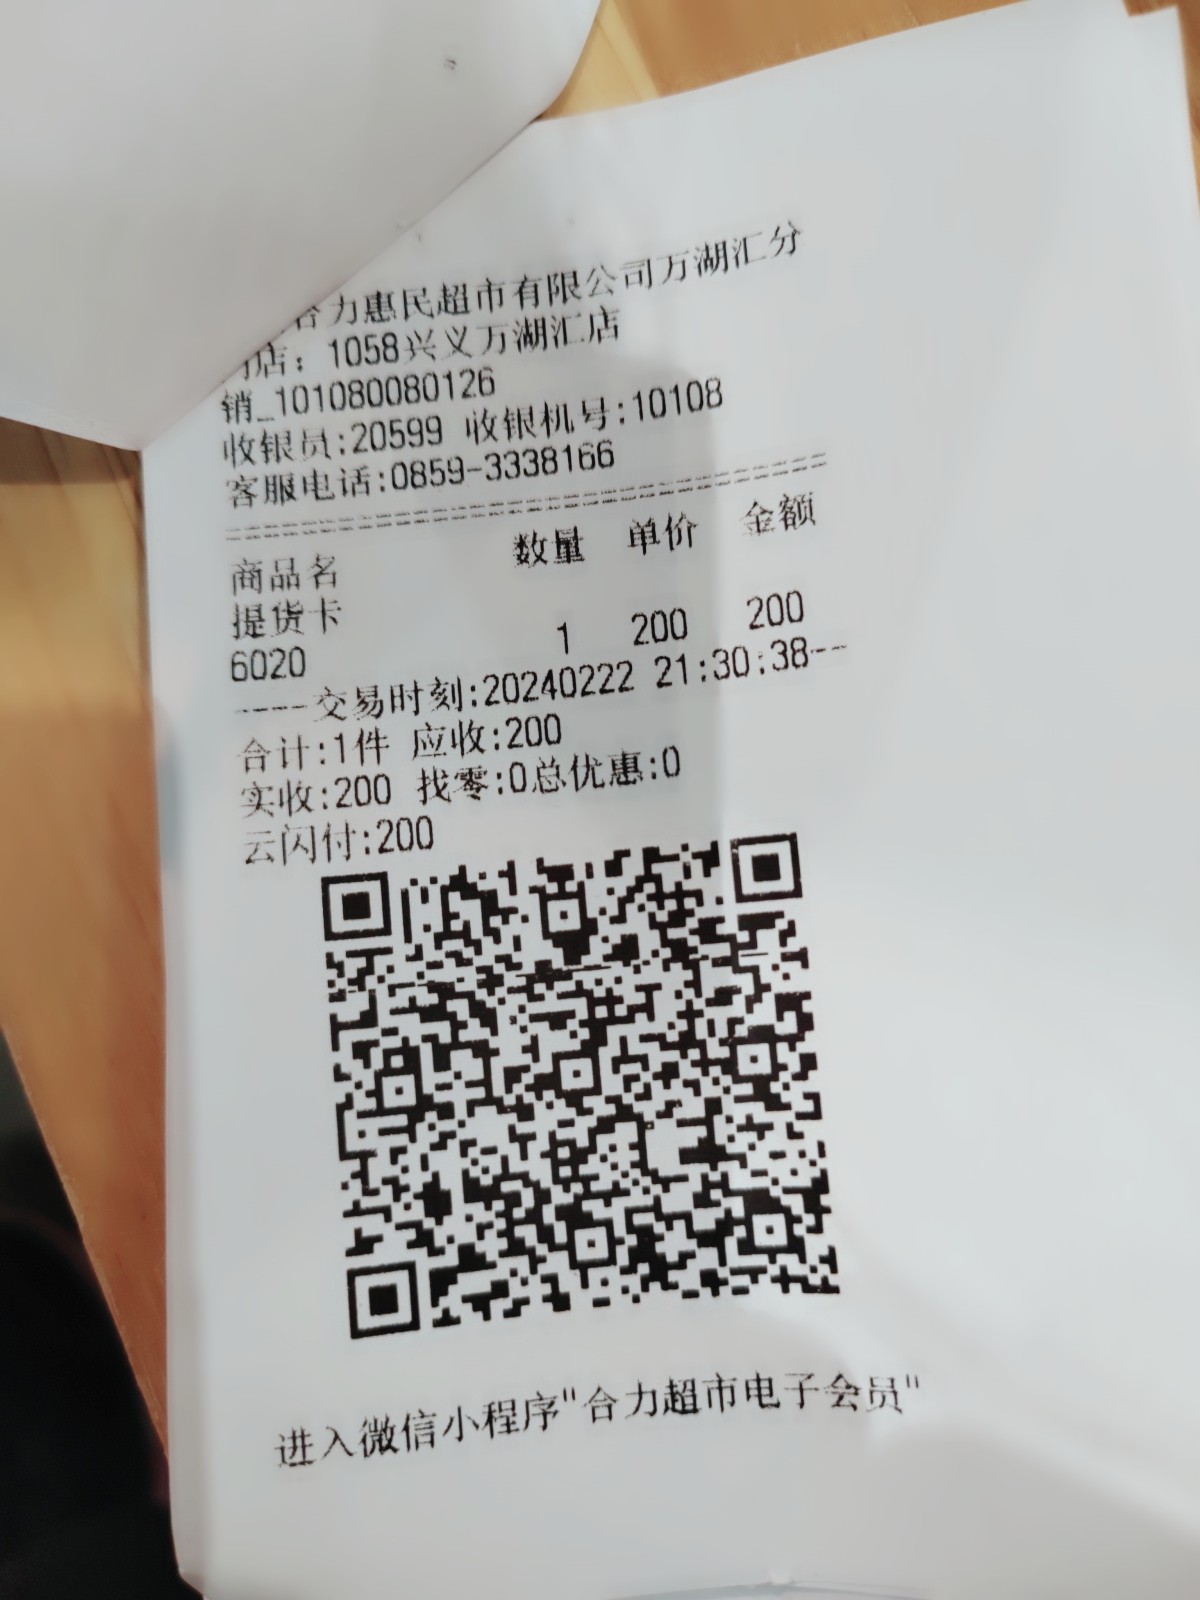 合力惠民超市有限公司万湖汇分
门店：1058兴义万湖汇店
销_101080080126
收银员:20599 收银机号:10108
客服电话:0859-3338166
商品名 数量 单价 金额
提货卡
6020 1 200 200
----交易时刻:20240222 21:30:38---
合计:1件 应收:200
实收:200 找零:0总优惠:0
云闪付:200
进入微信小程序"合力超市电子会员"